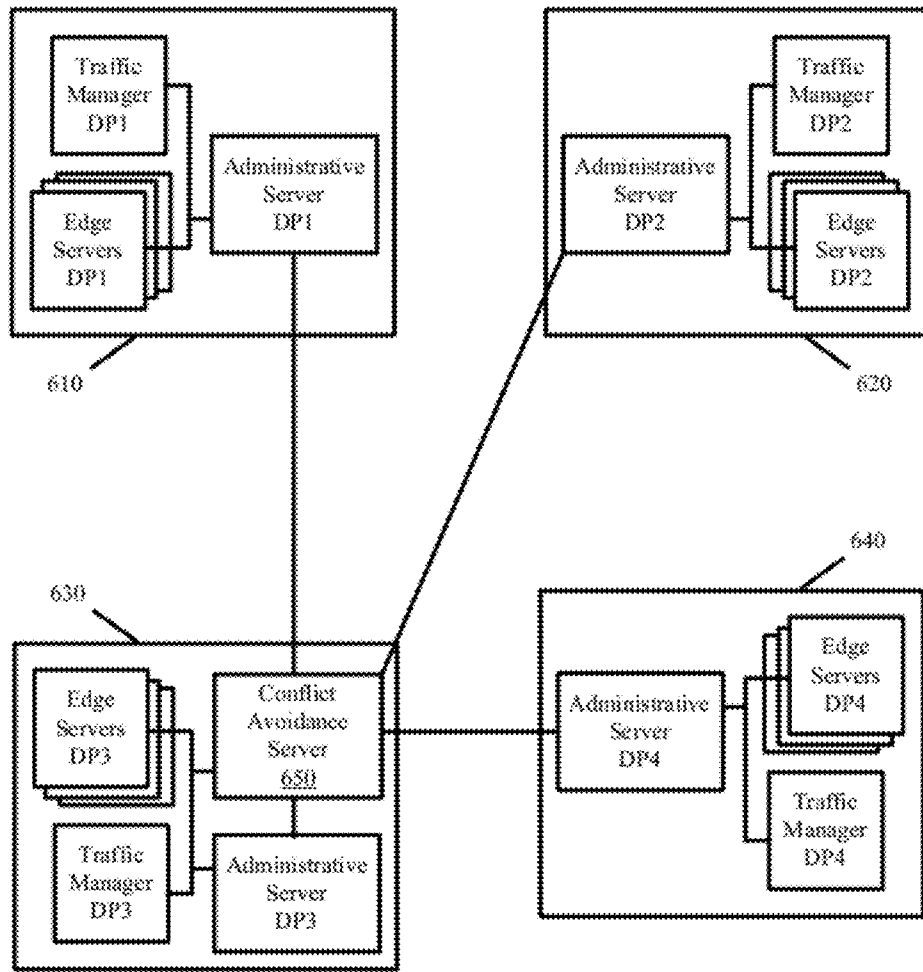 Traffic
Manager
DP1
Administrative
Server
DP1
Edge
Servers
DP1
610
Traffic
Manager
DP2
Administrative
Server
DP2
Edge
Servers
DP2
620
630
Edge
Servers
DP3
Conflict
Avoidance
Server
650
Traffic
Manager
DP3
Administrative
Server
DP3
640
Edge
Servers
DP4
Administrative
Server
DP4
Traffic
Manager
DP4